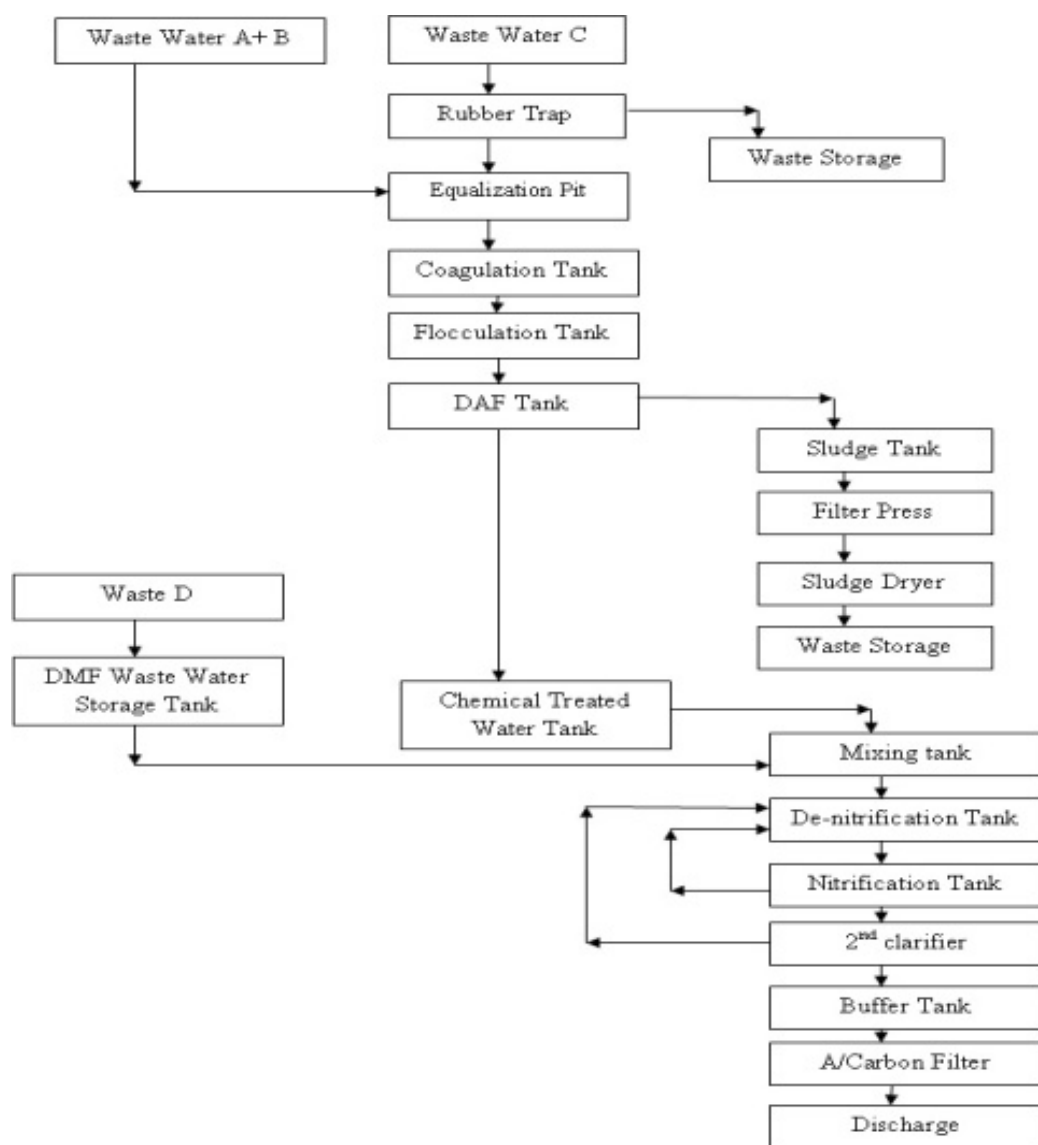 Waste Water A+ B
Waste Water C
Rubber Trap
Waste Storage
Equalization Pit
Coagulation Tank
Flocculation Tank
DAF Tank
Sludge Tank
Filter Press
Sludge Dryer
Waste Storage
Waste D
DMF Waste Water
Storage Tank
Chemical Treated
Water Tank
Mixing tank
De-nitrification Tank
Nitrification Tank
2nd clarifier
Buffer Tank
A/Carbon Filter
Discharge